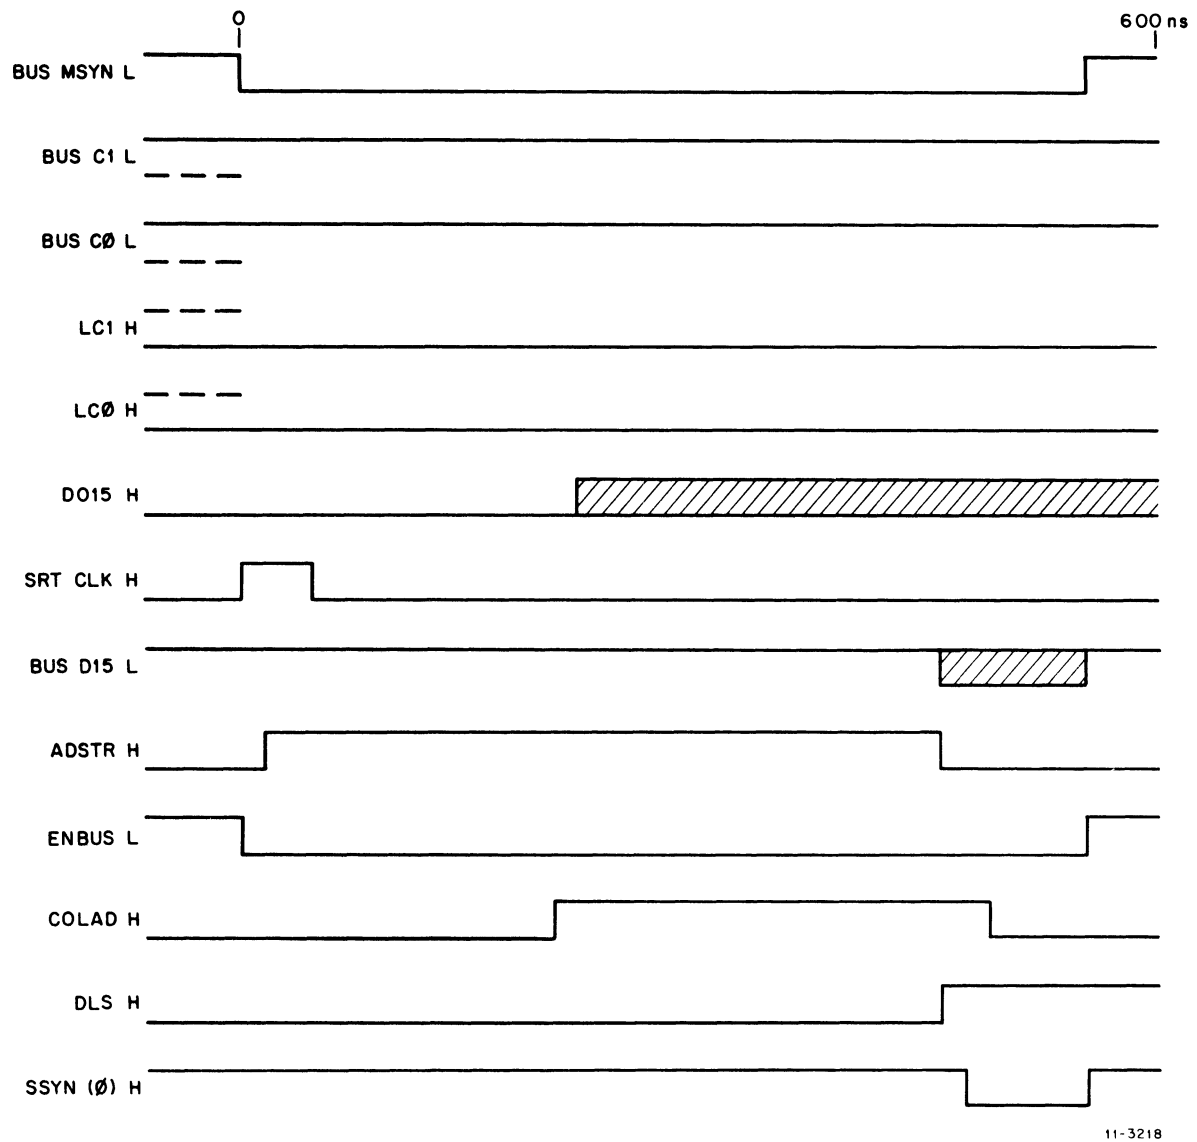 0
600 ns
BUS MSYN L
BUS C1 L
BUS CØ L
LC1 H
LCØ H
DO15 H
SRT CLK H
BUS D15 L
ADSTR H
ENBUS L
COLAD H
DLS H
SSYN (Ø) H
11-3218